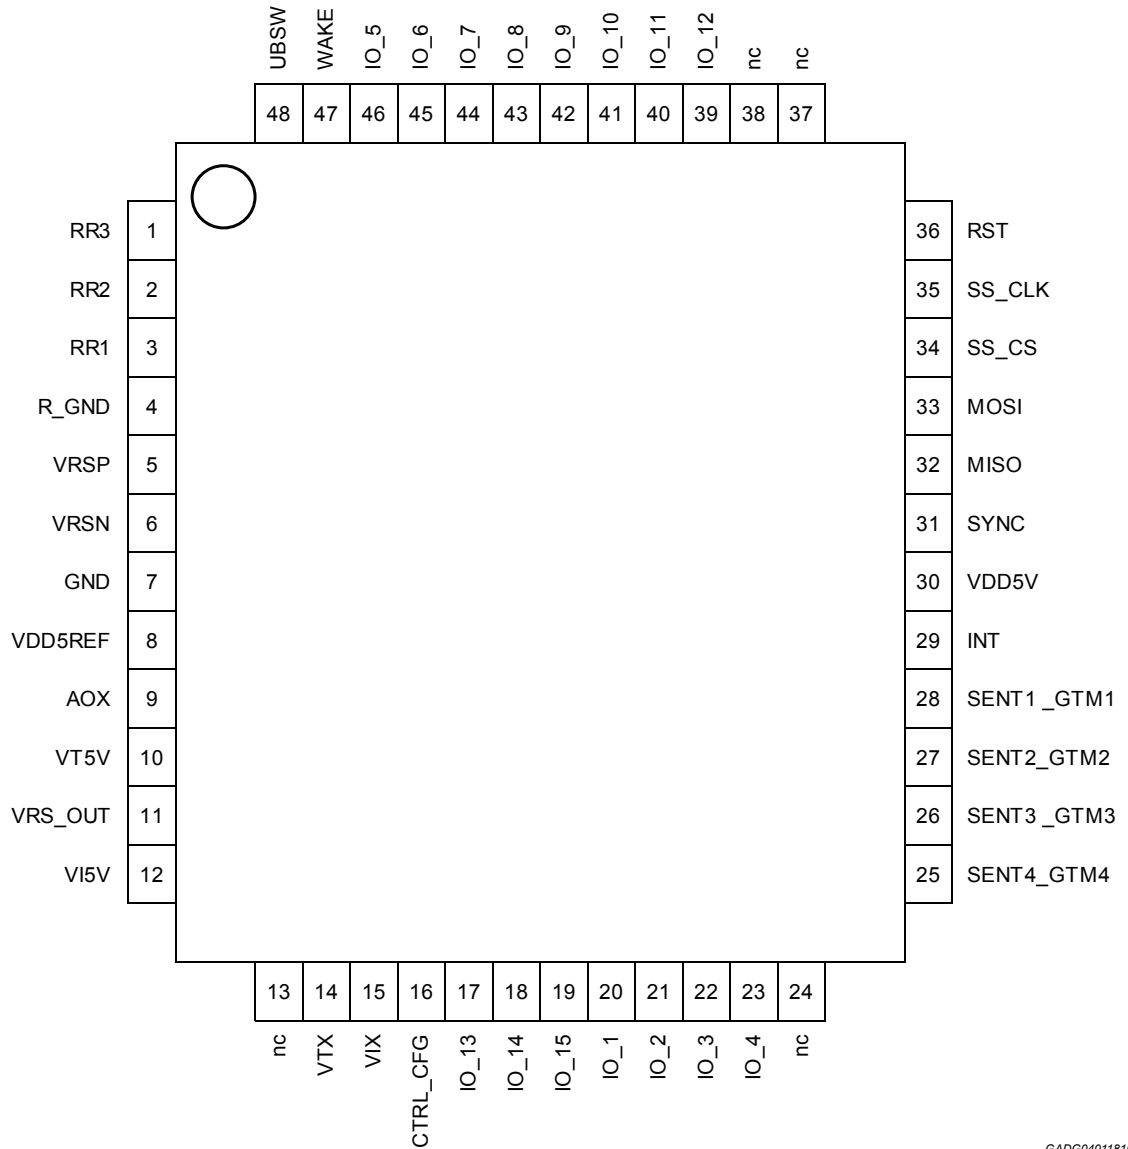 UBSW
WAKE
IO_5
IO_6
IO_7
IO_8
IO_9
IO_10
IO_11
IO_12
nc
nc
48 47 46 45 44 43 42 41 40 39 38 37
RR3 1 36 RST
RR2 2 35 SS_CLK
RR1 3 34 SS_CS
R_GND 4 33 MOSI
VRSP 5 32 MISO
VRSN 6 31 SYNC
GND 7 30 VDD5V
VDD5REF 8 29 INT
AOX 9 28 SENT1 _GTM1
VT5V 10 27 SENT2_GTM2
VRS_OUT 11 26 SENT3 _GTM3
VI5V 12 25 SENT4_GTM4
13 14 15 16 17 18 19 20 21 22 23 24
nc
VTX
VIX
CTRL_CFG
IO_13
IO_14
IO_15
IO_1
IO_2
IO_3
IO_4
nc